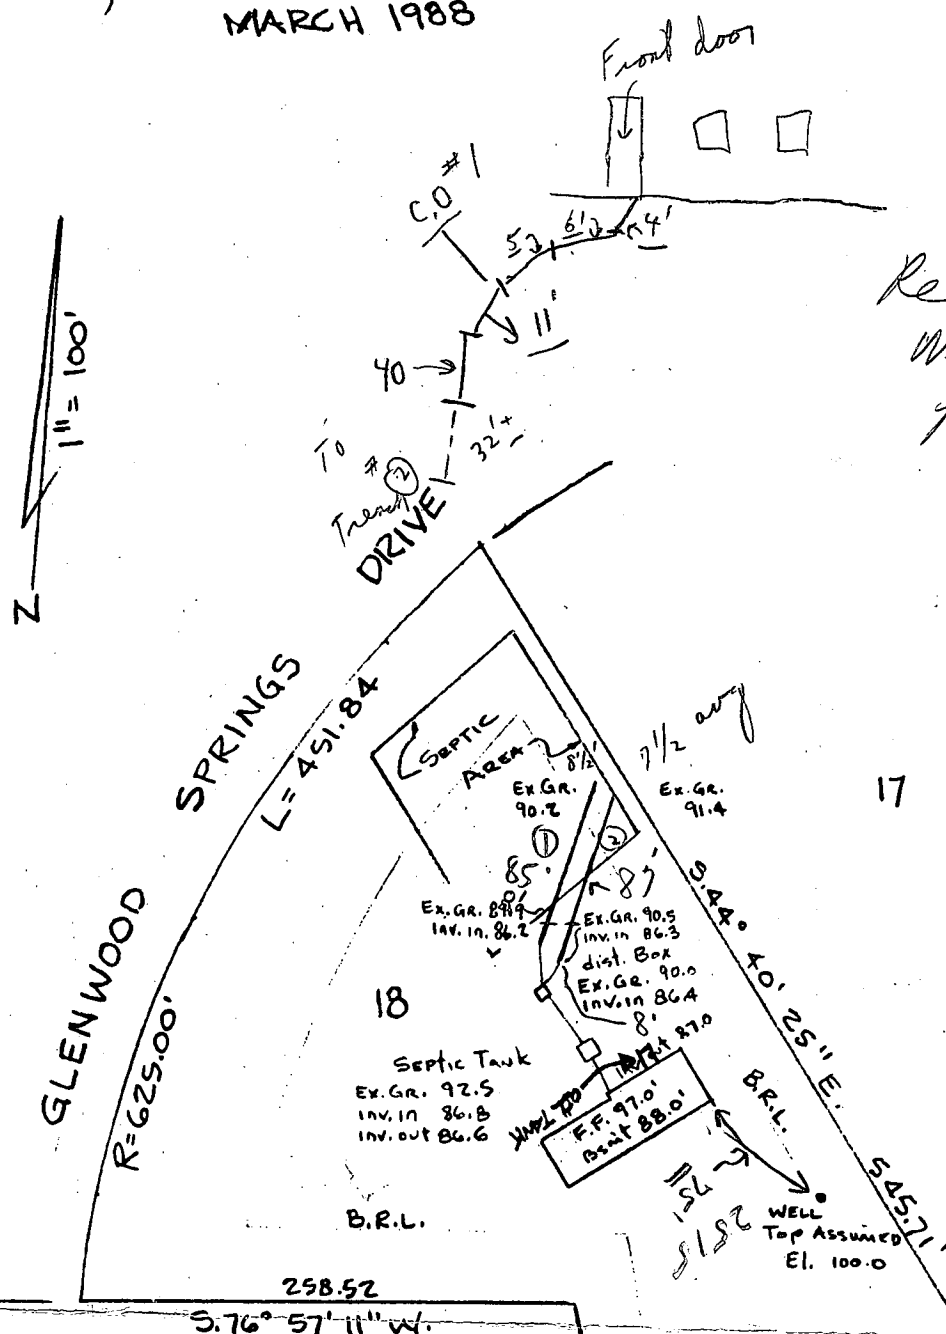 MARCH 1988
Front door
C.O #1
5
6'
4'
11'
40
32'±
To
# 2
Trench
1" = 100'
N
GLENWOOD SPRINGS DRIVE
L= 451.84
R=625.00'
SEPTIC
AREA
8 1/2'
7 1/2 avg
Ex.GR.
90.2
Ex.GR.
91.4
17
1
2
85'
Ex.GR.
Inv.in. 86.2
Ex.GR. 90.5
Inv.in 86.3
dist. Box
Ex.GR. 90.0
Inv.in 86.4
8'
18
SEPTIC TANK
Ex.GR. 92.5
Inv.in 86.8
Inv.out 86.6
87.0
F.F. 97.0'
Bsmt 88.0'
S.44° 40' 25" E.
545.71'
B.R.L.
75'
WELL
Top Assumed
El. 100.0
B.R.L.
258.52
S.76° 57' 11" W.